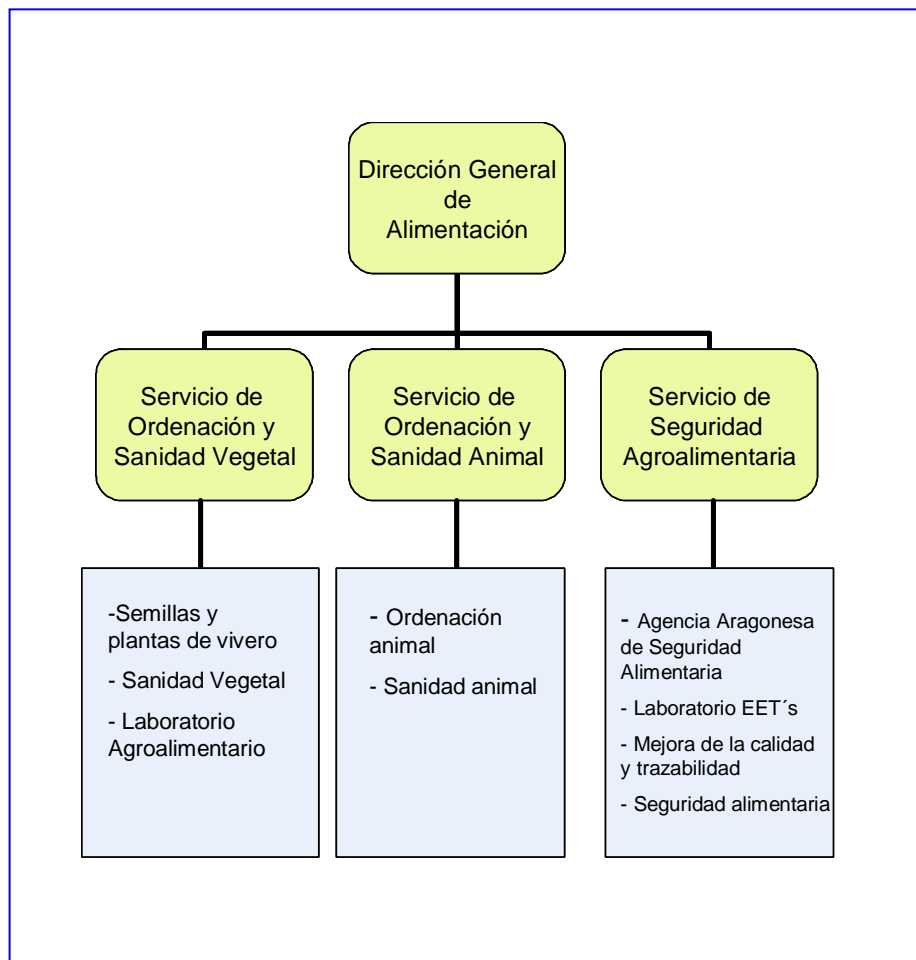 Dirección General
de
Alimentación
Servicio de
Ordenación y
Sanidad Vegetal
Servicio de
Ordenación y
Sanidad Animal
Servicio de
Seguridad
Agroalimentaria
-Semillas y
plantas de vivero
- Sanidad Vegetal
- Laboratorio
Agroalimentario
- Ordenación
animal
- Sanidad animal
- Agencia Aragonesa
de Seguridad
Alimentaria
- Laboratorio EET´s
- Mejora de la calidad
y trazabilidad
- Seguridad alimentaria